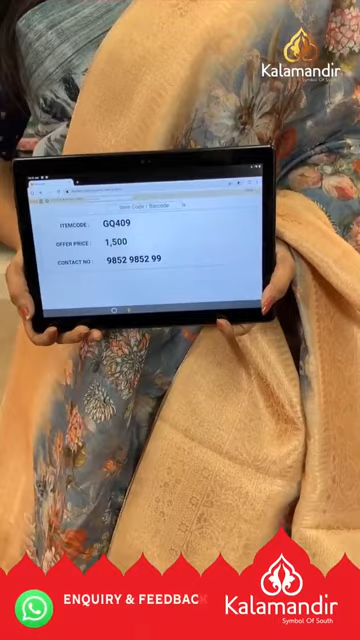 Kalamandir
Symbol Of South
Item Code / Barcode
ITEMCODE : GQ409
OFFER PRICE : 1,500
CONTACT NO : 9852 9852 99
ENQUIRY & FEEDBACK
Kalamandir
Symbol Of South